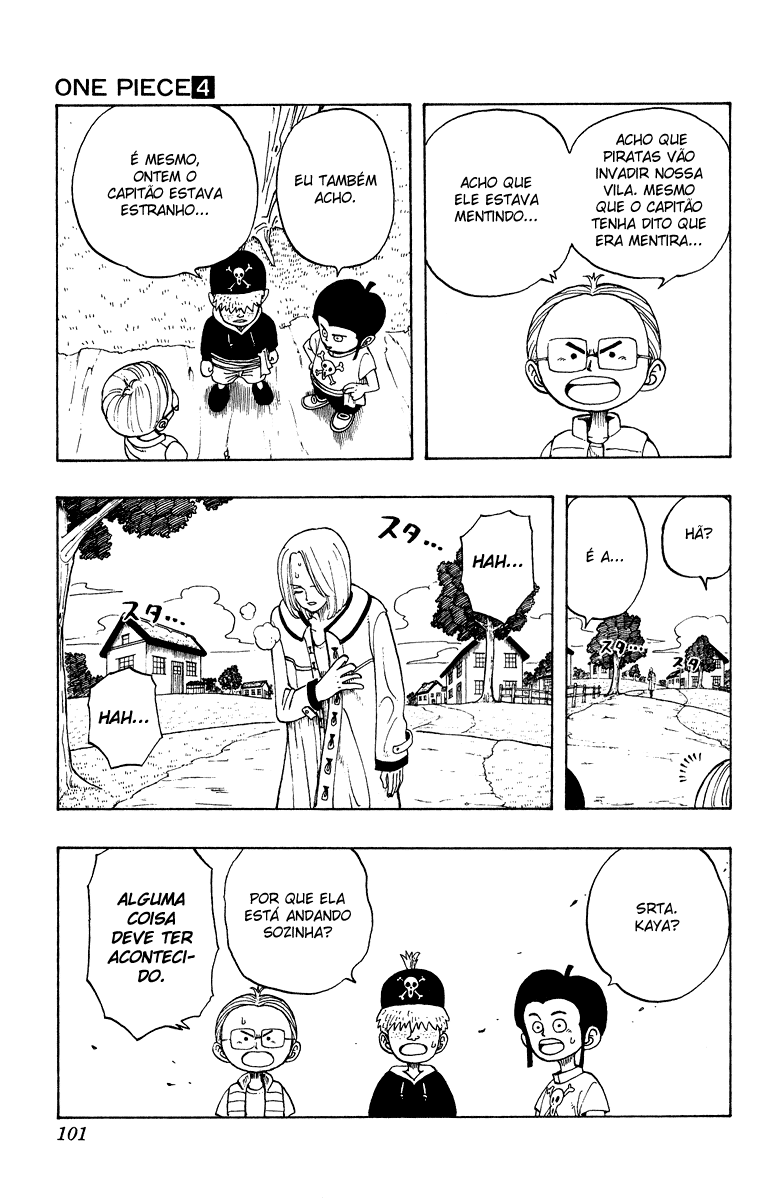 ONE PIECE4
ACHO QUE
PIRATAS VÃO
INVADIR NOSSA
VILA. MESMO
QUE O CAPITÃO
TENHA DITO QUE
ERA MENTIRA...
ACHO QUE
ELE ESTAVA
MENTINDO...
EU TAMBÉM
ACHO.
É MESMO,
ONTEM O
CAPITÃO ESTAVA
ESTRANHO...
HÃ?
É A...
スタ...
スタ...
HAH...
スタ...
スタ...
HAH...
SRTA.
KAYA?
POR QUE ELA
ESTÁ ANDANDO
SOZINHA?
ALGUMA
COISA
DEVE TER
ACONTECI-
DO.
101